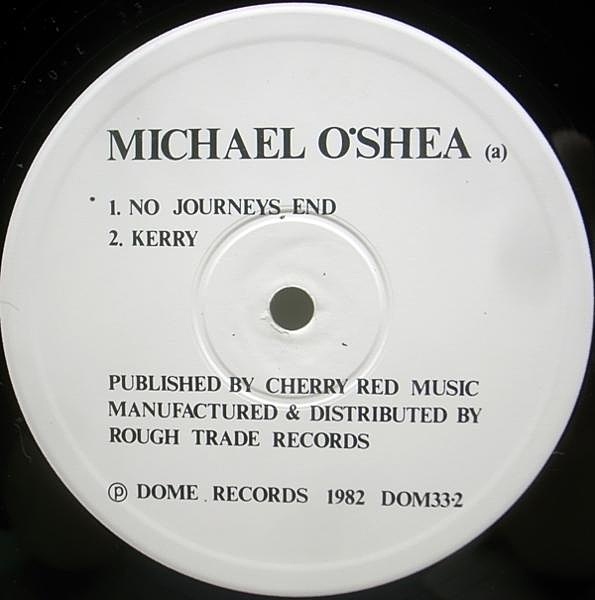 MICHAEL O'SHEA (a)
1. NO JOURNEYS END
2. KERRY
PUBLISHED BY CHERRY RED MUSIC
MANUFACTURED & DISTRIBUTED BY
ROUGH TRADE RECORDS
℗ DOME RECORDS 1982 DOM33·2